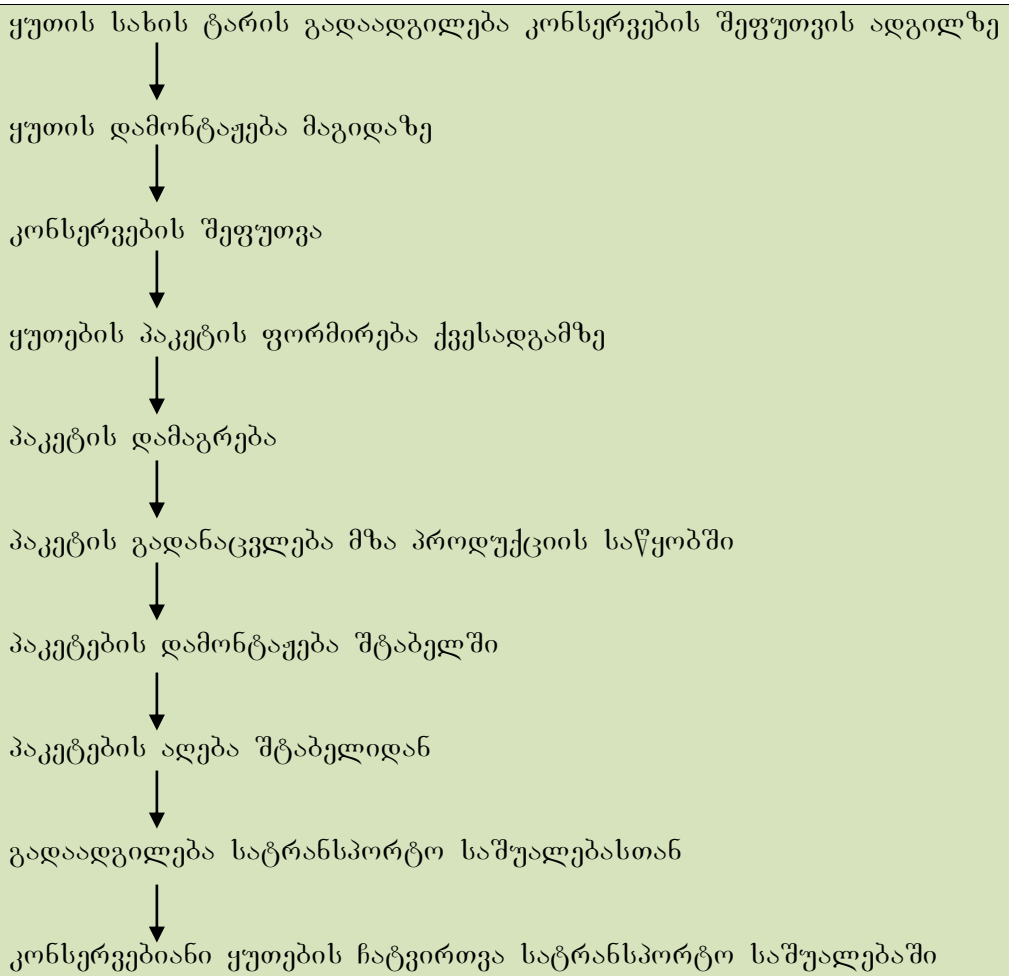 ყუთის სახის ტარის გადაადგილება კონსერვების შეფუთვის ადგილზე
ყუთის დამონტაჟება მაგიდაზე
კონსერვების შეფუთვა
ყუთების პაკეტის ფორმირება ქვესადგამზე
პაკეტის დამაგრება
პაკეტის გადანაცვლება მზა პროდუქციის საწყობში
პაკეტების დამონტაჟება შტაბელში
პაკეტების აღება შტაბელიდან
გადაადგილება სატრანსპორტო საშუალებასთან
კონსერვებიანი ყუთების ჩატვირთვა სატრანსპორტო საშუალებაში